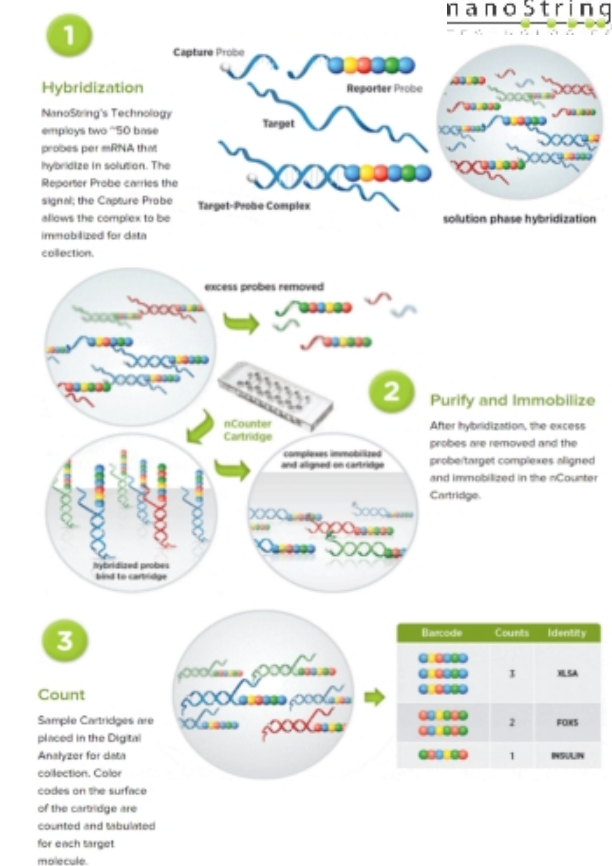 nanoString
1
Hybridization
NanoString's Technology
employs two ~50 base
probes per mRNA that
hybridize in solution. The
Reporter Probe carries the
signal; the Capture Probe
allows the complex to be
immobilized for data
collection.
Capture Probe
Reporter Probe
Target
Target-Probe Complex
solution phase hybridization
excess probes removed
nCounter
Cartridge
2
Purify and Immobilize
After hybridization, the excess
probes are removed and the
probe/target complexes aligned
and immobilized in the nCounter
Cartridge.
hybridized probes
bind to cartridge
complexes immobilized
and aligned on cartridge
3
Count
Sample Cartridges are
placed in the Digital
Analyzer for data
collection. Color
codes on the surface
of the cartridge are
counted and tabulated
for each target
molecule.
Barcode Counts Identity
3 XLSA
2 FOX5
1 INSULIN